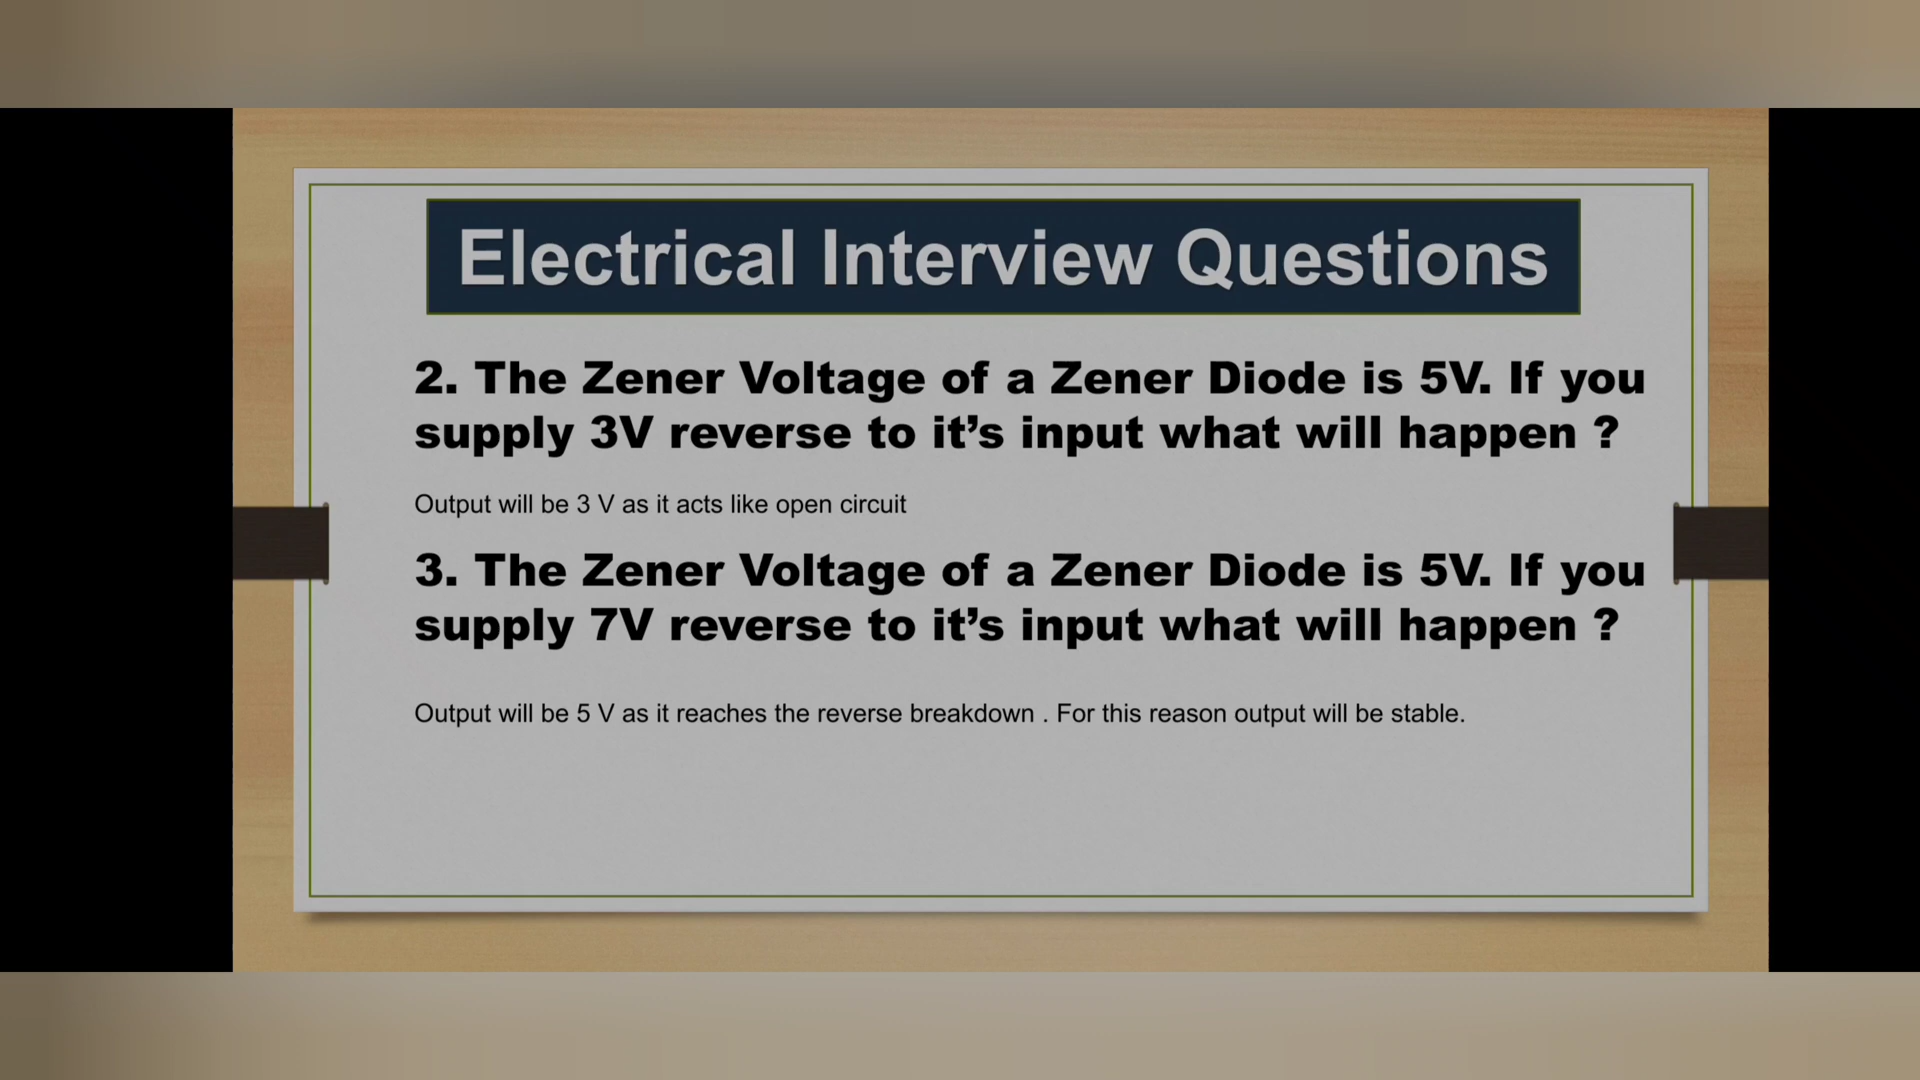 Electrical Interview Questions
2. The Zener Voltage of a Zener Diode is 5V. If you
supply 3V reverse to it’s input what will happen ?
Output will be 3 V as it acts like open circuit
3. The Zener Voltage of a Zener Diode is 5V. If you
supply 7V reverse to it’s input what will happen ?
Output will be 5 V as it reaches the reverse breakdown . For this reason output will be stable.